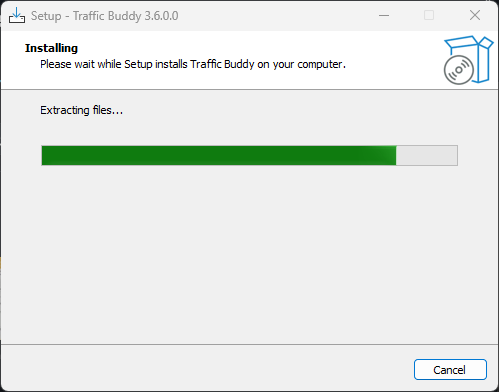 Setup - Traffic Buddy 3.6.0.0
Installing
Please wait while Setup installs Traffic Buddy on your computer.
Extracting files...
Cancel